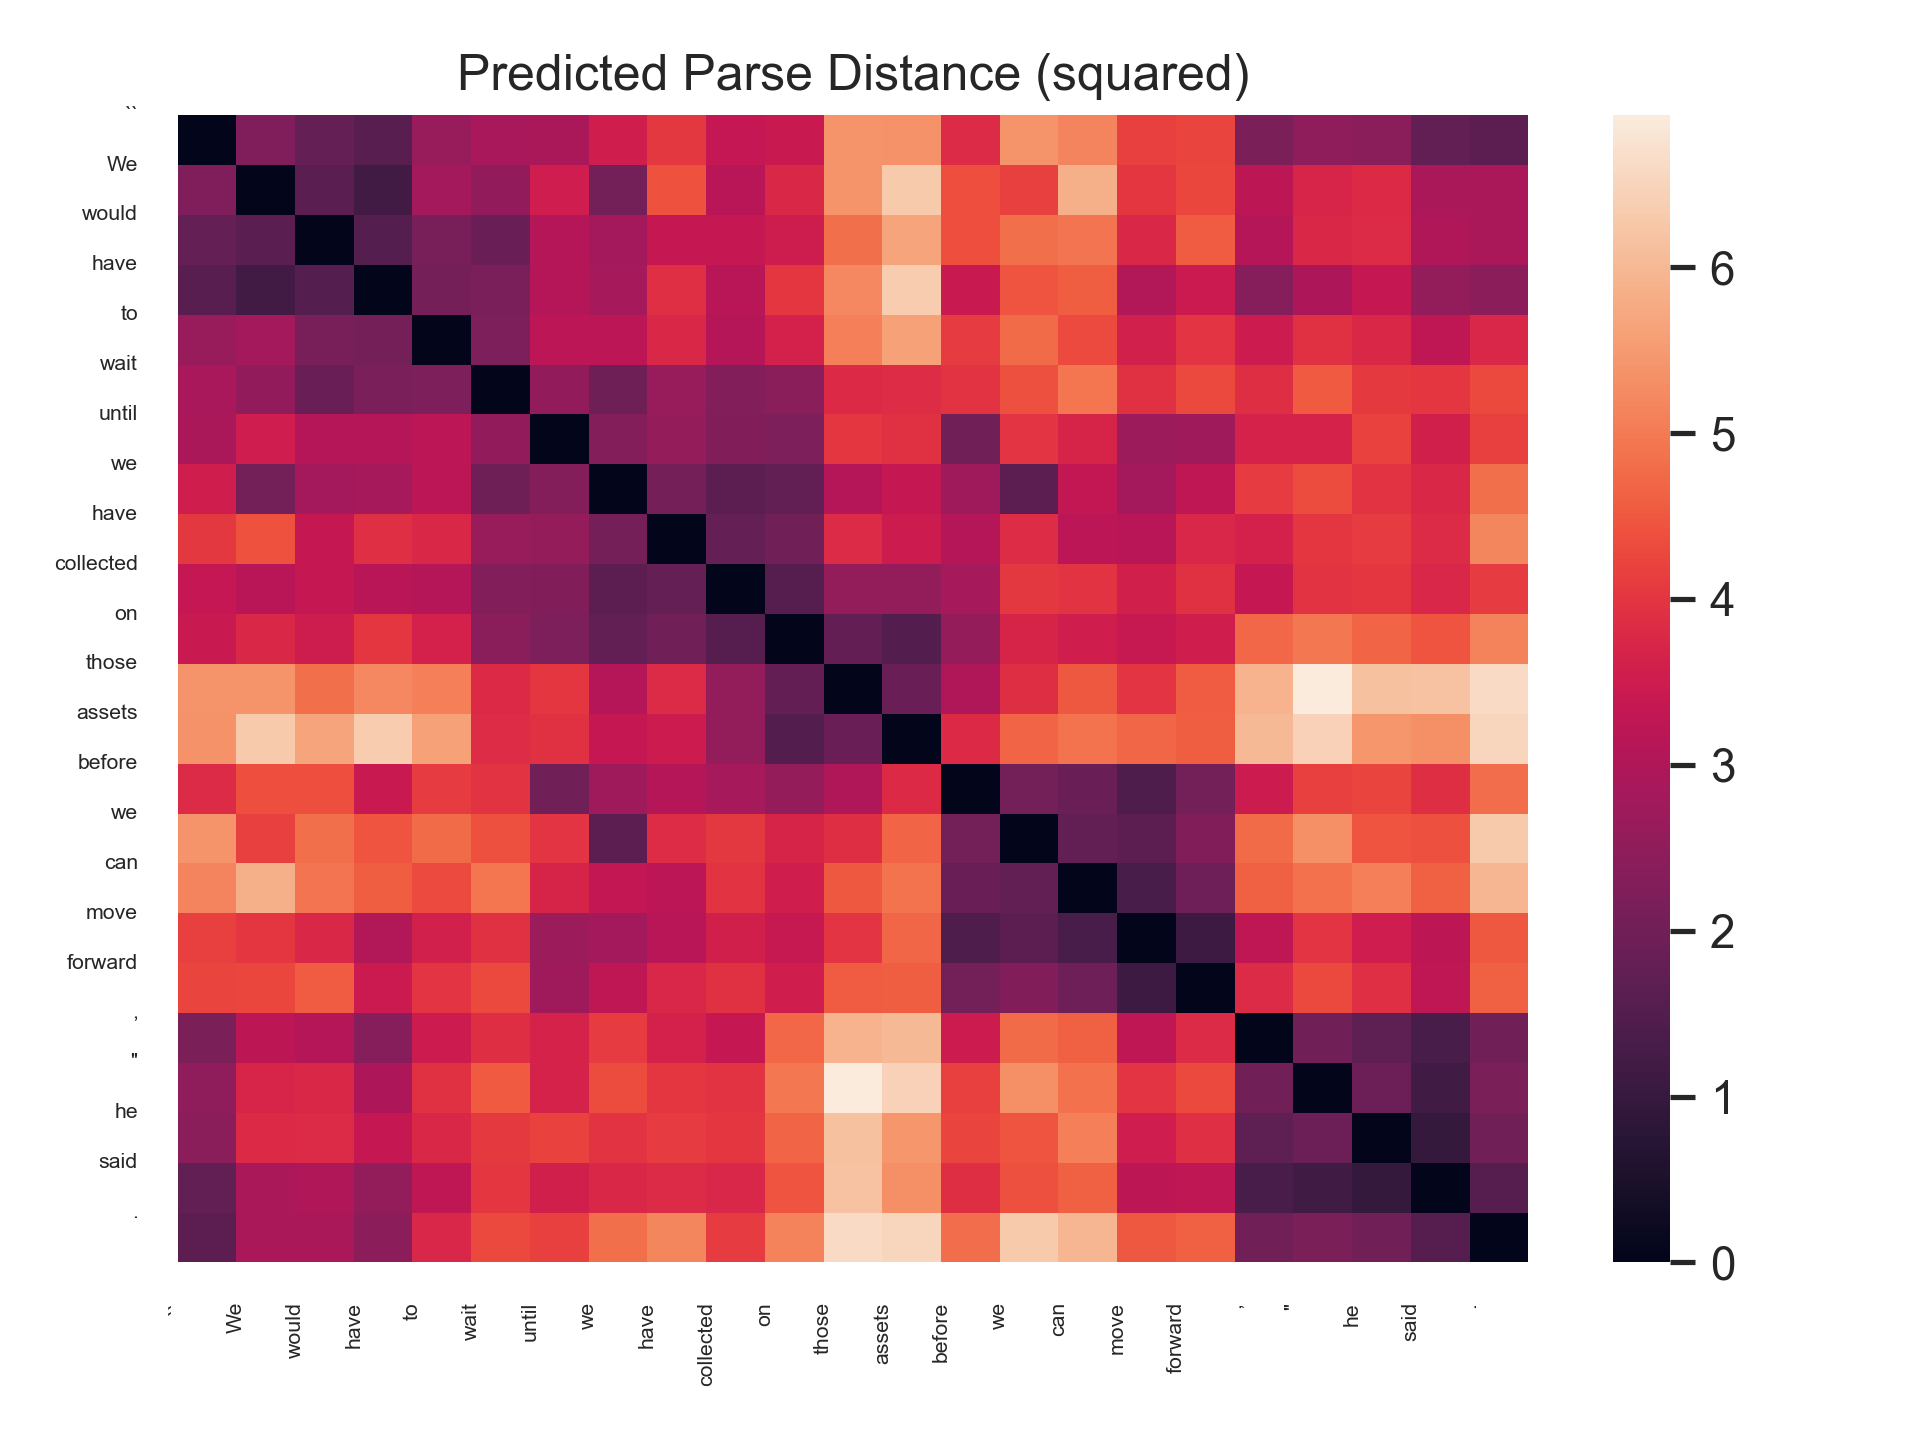 Predicted Parse Distance (squared)
``
We
would
have
to
wait
until
we
have
collected
on
those
assets
before
we
can
move
forward
,
"
he
said
.
6
5
4
3
2
1
0
``
We
would
have
to
wait
until
we
have
collected
on
those
assets
before
we
can
move
forward
,
"
he
said
.